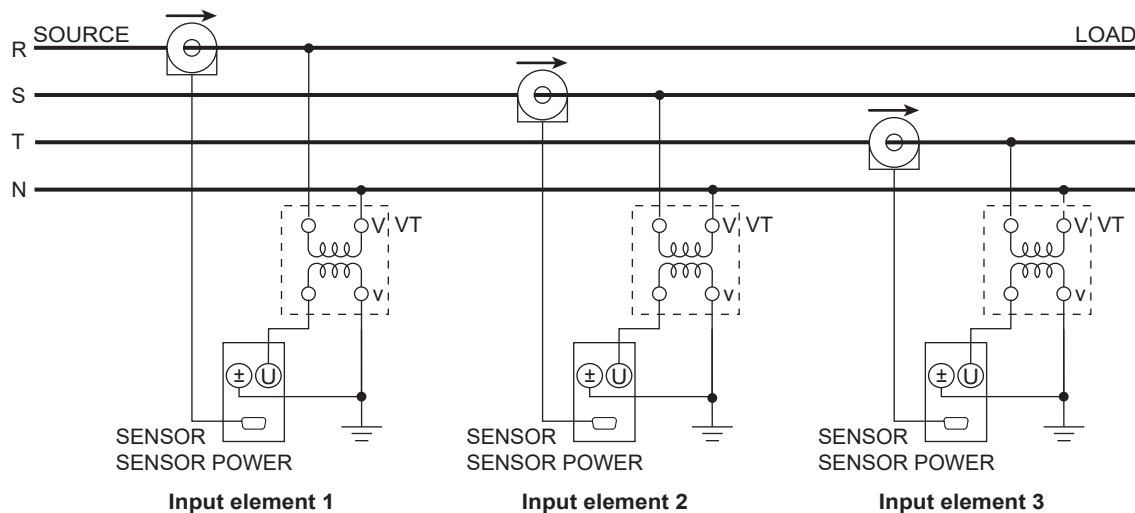 SOURCE LOAD
R
S
T
N
V VT V VT V VT
v v v
± U ± U ± U
SENSOR SENSOR SENSOR
SENSOR POWER SENSOR POWER SENSOR POWER
Input element 1 Input element 2 Input element 3